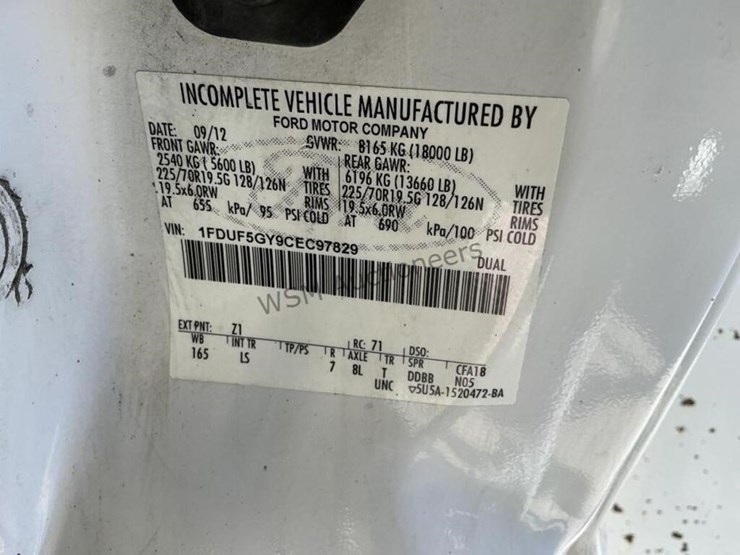 INCOMPLETE VEHICLE MANUFACTURED BY
FORD MOTOR COMPANY
DATE: 09/12 GVWR: 8165 KG (18000 LB)
FRONT GAWR: REAR GAWR:
2540 KG (5600 LB) WITH 6196 KG (13660 LB) WITH
225/70R19.5G 128/126N TIRES 225/70R19.5G 128/126N TIRES
19.5x6.0RW RIMS 19.5x6.0RW RIMS
AT 655 kPa/ 95 PSI COLD AT 690 kPa/100 PSI COLD
VIN: 1FDUF5GY9CEC97829
DUAL
WSM Auctioneers
EXT PNT: Z1 RC: 71 DSO:
WB INT TR TP/PS R AXLE TR SPR CFA18
165 LS 7 8L T DDBB N05
UNC ▽5U5A-1520472-BA